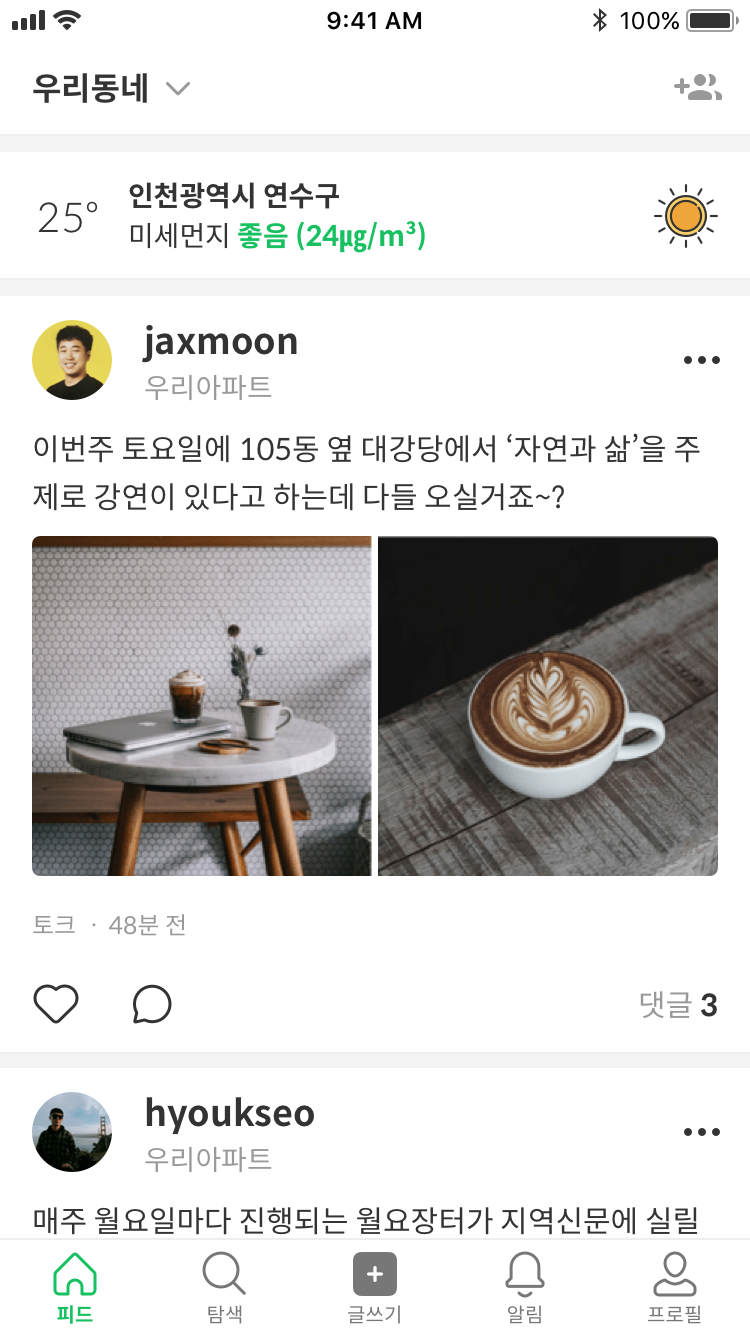 9:41 AM
100%
우리동네
25°
인천광역시 연수구
미세먼지 좋음 (24㎍/m³)
jaxmoon
우리아파트
이번주 토요일에 105동 옆 대강당에서 ‘자연과 삶’을 주
제로 강연이 있다고 하는데 다들 오실거죠~?
토크 · 48분 전
댓글 3
hyoukseo
우리아파트
매주 월요일마다 진행되는 월요장터가 지역신문에 실릴
피드
탐색
글쓰기
알림
프로필